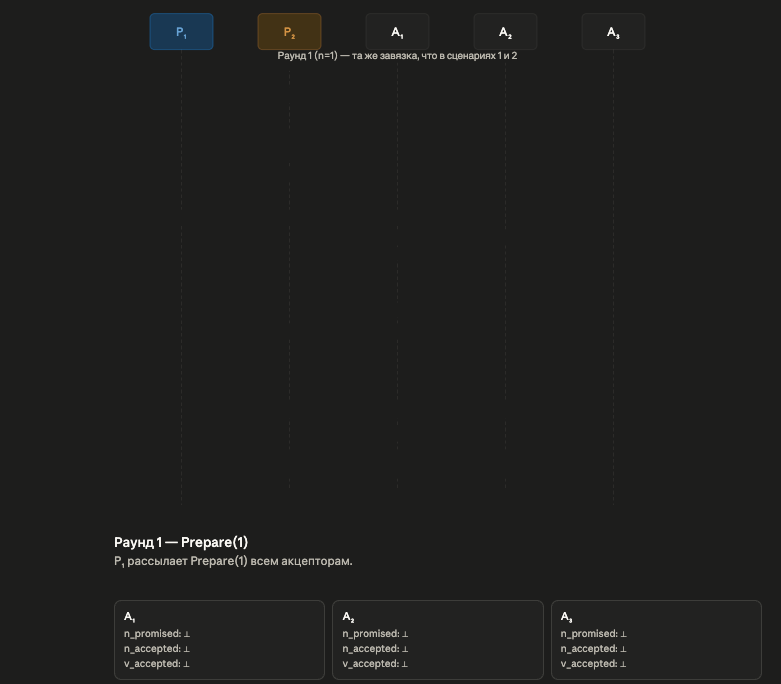 P₁ P₂ A₁ A₂ A₃
Раунд 1 (n=1) — та же завязка, что в сценариях 1 и 2
Раунд 1 — Prepare(1)
P₁ рассылает Prepare(1) всем акцепторам.
A₁
n_promised: ⊥
n_accepted: ⊥
v_accepted: ⊥
A₂
n_promised: ⊥
n_accepted: ⊥
v_accepted: ⊥
A₃
n_promised: ⊥
n_accepted: ⊥
v_accepted: ⊥